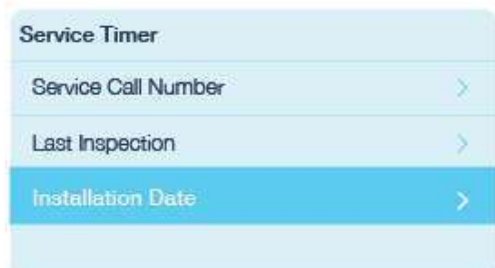 Service Timer
Service Call Number
Last Inspection
Installation Date